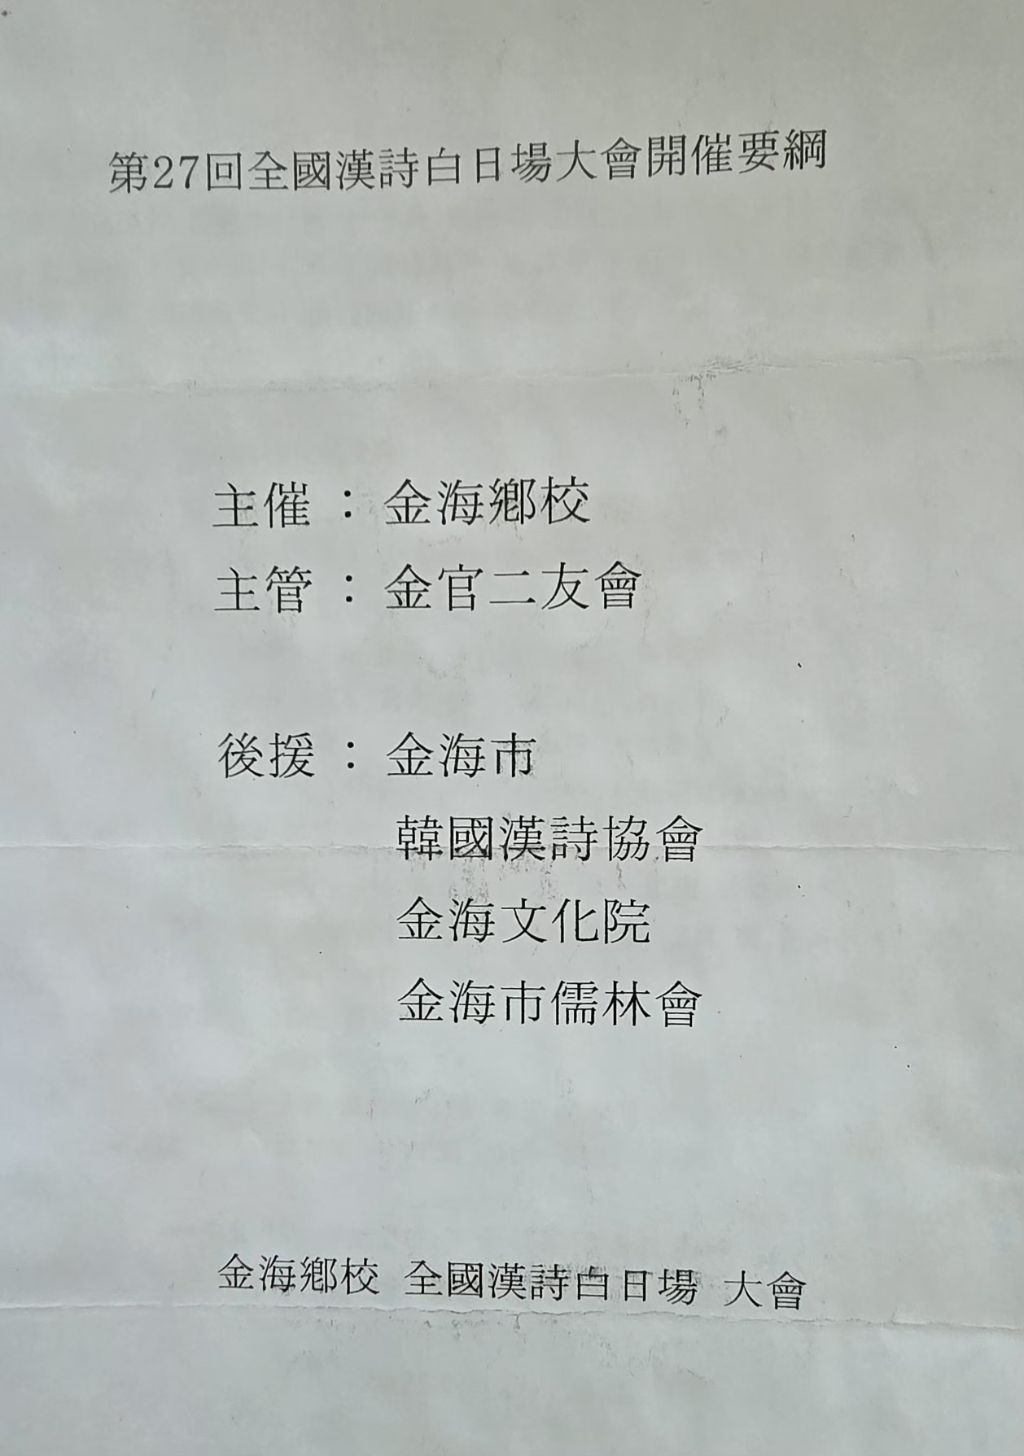 第27回全國漢詩白日場大會開催要綱
主催 : 金海鄕校
主管 : 金官二友會
後援 : 金海市
韓國漢詩協會
金海文化院
金海市儒林會
金海鄕校 全國漢詩白日場 大會